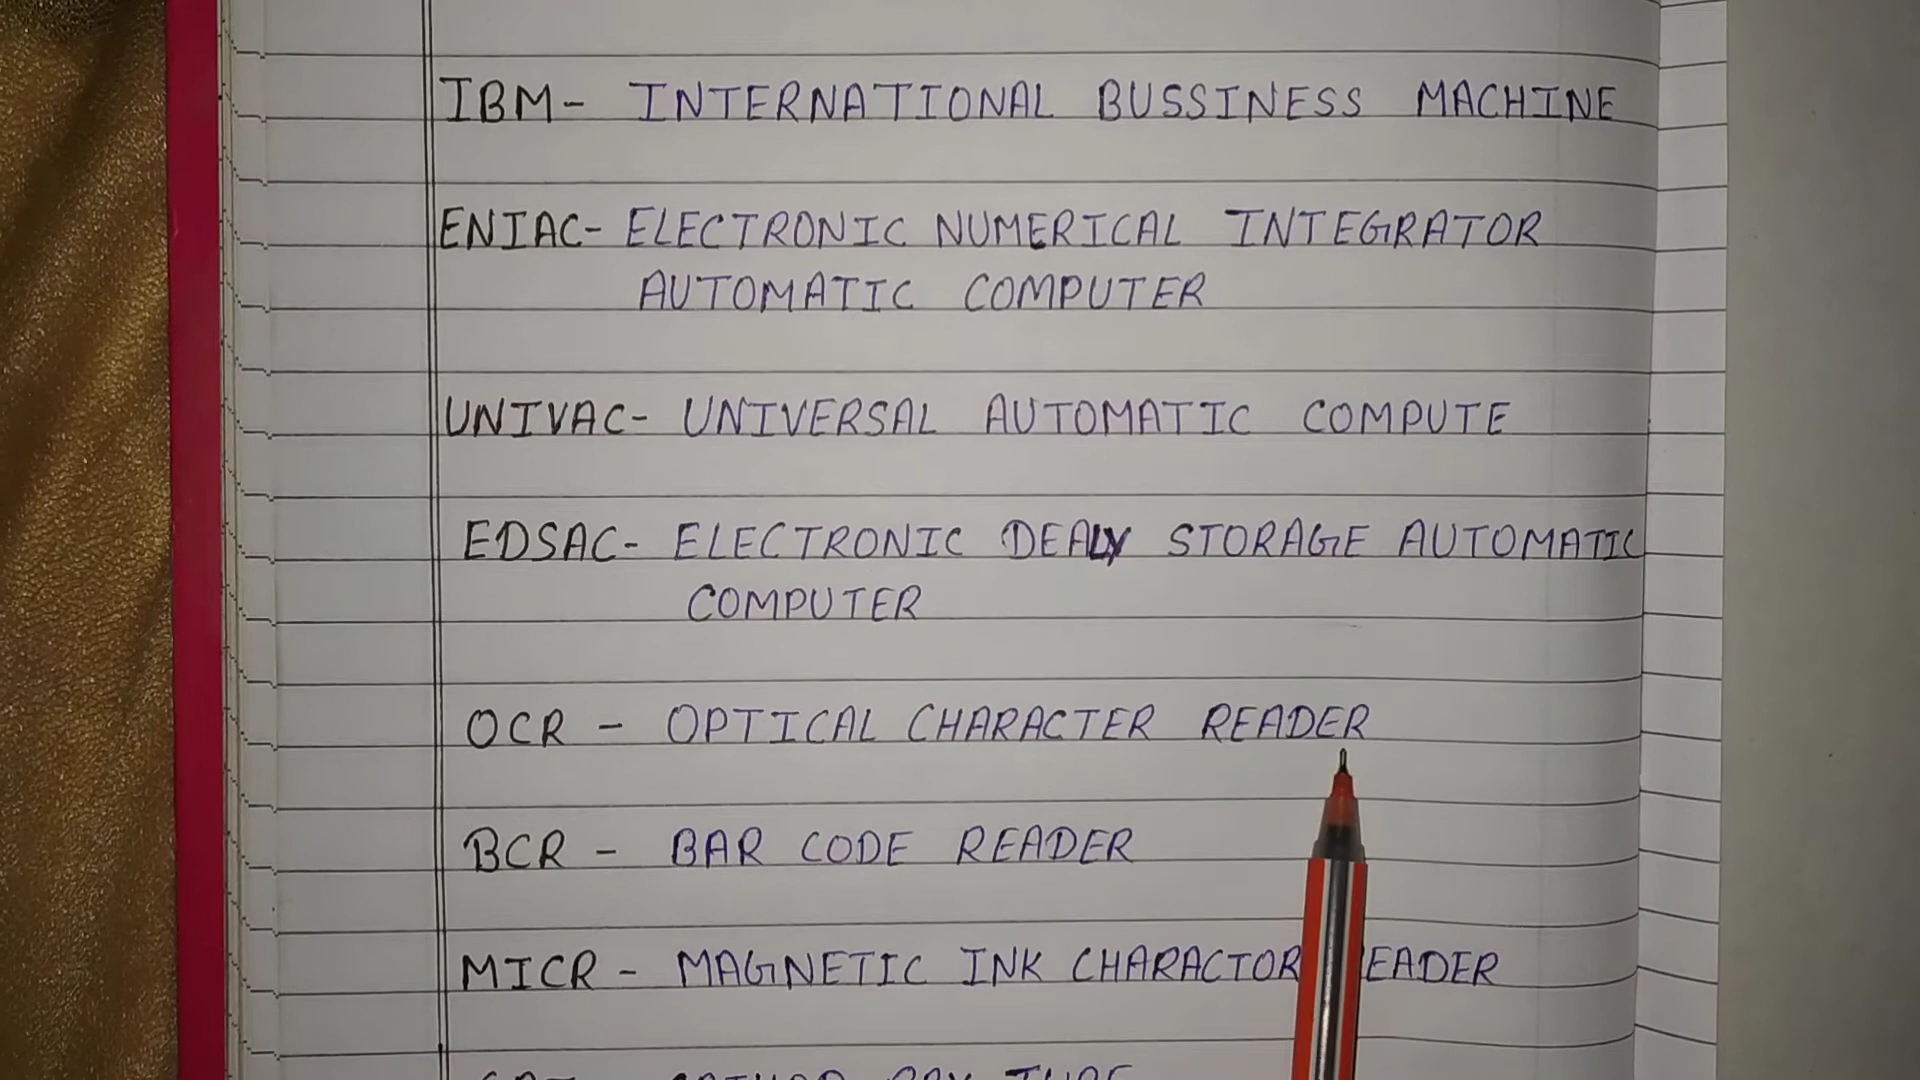 IBM- INTERNATIONAL BUSSINESS MACHINE
ENIAC- ELECTRONIC NUMERICAL INTEGRATOR
AUTOMATIC COMPUTER
UNIVAC- UNIVERSAL AUTOMATIC COMPUTE
EDSAC- ELECTRONIC DEALY STORAGE AUTOMATIC
COMPUTER
OCR - OPTICAL CHARACTER READER
BCR - BAR CODE READER
MICR - MAGNETIC INK CHARACTOR EADER